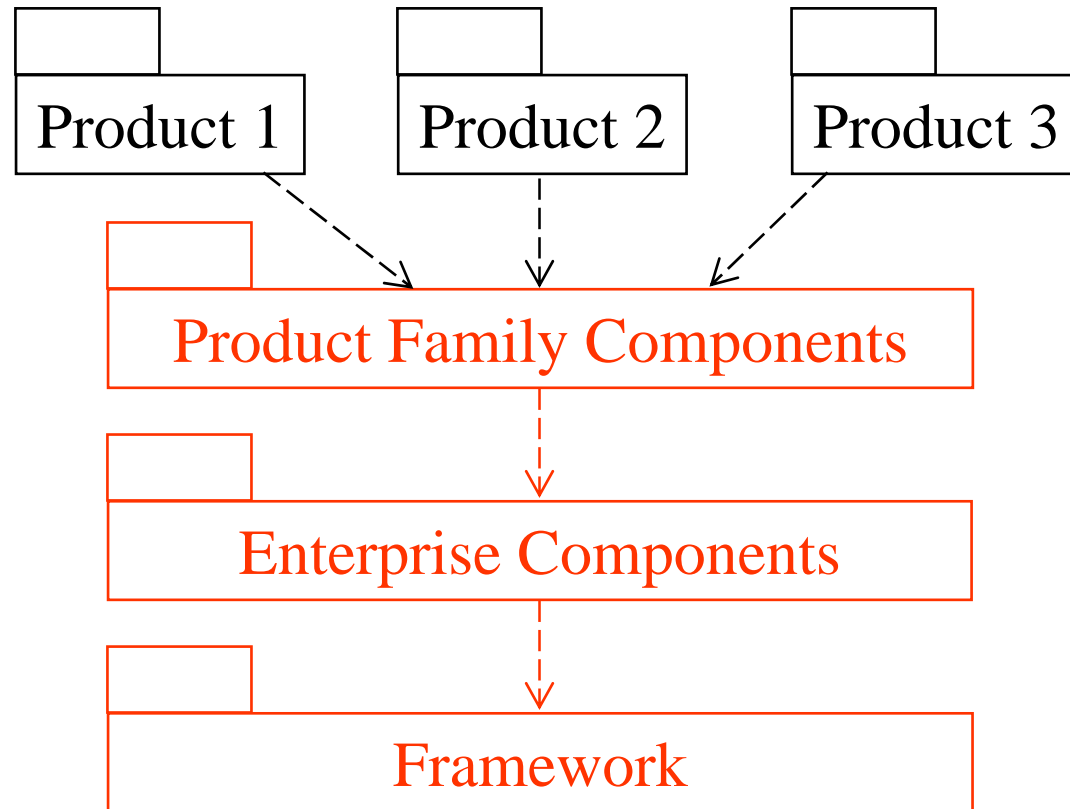 Product 1
Product 2
Product 3
Product Family Components
Enterprise Components
Framework